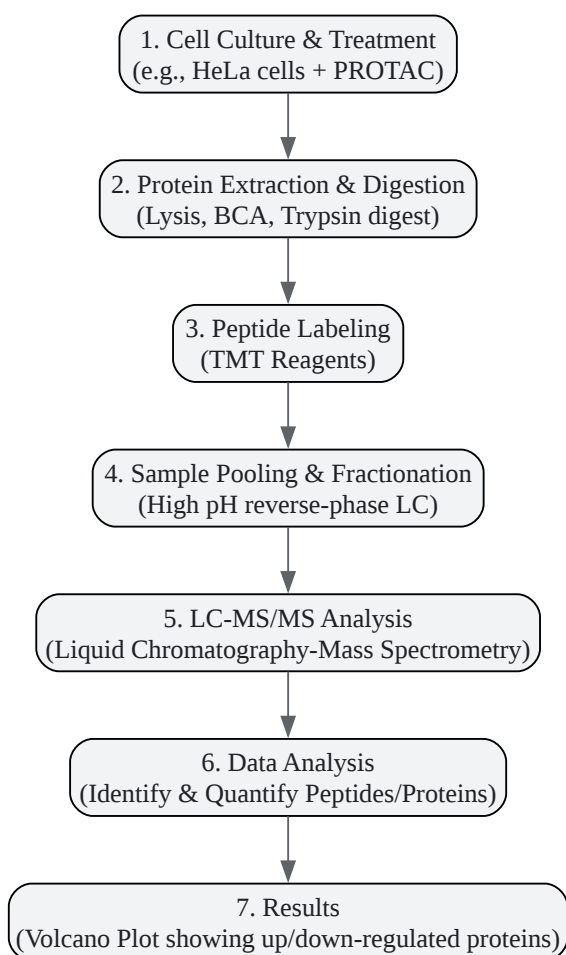 1. Cell Culture & Treatment
(e.g., HeLa cells + PROTAC)
2. Protein Extraction & Digestion
(Lysis, BCA, Trypsin digest)
3. Peptide Labeling
(TMT Reagents)
4. Sample Pooling & Fractionation
(High pH reverse-phase LC)
5. LC-MS/MS Analysis
(Liquid Chromatography-Mass Spectrometry)
6. Data Analysis
(Identify & Quantify Peptides/Proteins)
7. Results
(Volcano Plot showing up/down-regulated proteins)